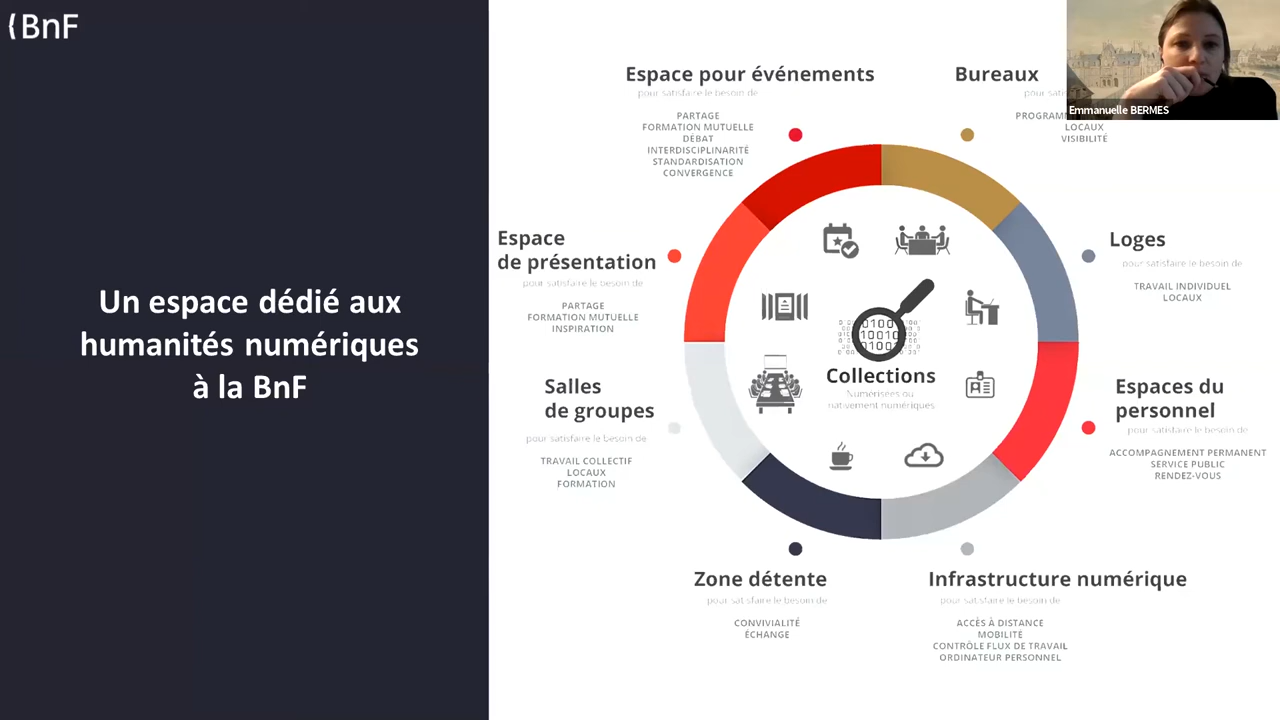 BnF
Un espace dédié aux
humanités numériques
à la BnF
Espace pour événements
pour satisfaire le besoin de
PARTAGE
FORMATION MUTUELLE
DÉBAT
INTERDISCIPLINARITÉ
STANDARDISATION
CONVERGENCE
Bureaux
LOCAUX
VISIBILITÉ
Emmanuelle BERMES
Espace
de présentation
pour satisfaire le besoin de
PARTAGE
FORMATION MUTUELLE
INSPIRATION
Loges
pour satisfaire le besoin de
TRAVAIL INDIVIDUEL
LOCAUX
Collections
Numérisées ou
nativement numériques
Salles
de groupes
pour satisfaire le besoin de
TRAVAIL COLLECTIF
LOCAUX
FORMATION
Espaces du
personnel
pour satisfaire le besoin de
ACCOMPAGNEMENT PERMANENT
SERVICE PUBLIC
RENDEZ-VOUS
Zone détente
pour satisfaire le besoin de
CONVIVIALITÉ
ÉCHANGE
Infrastructure numérique
pour satisfaire le besoin de
ACCÈS À DISTANCE
MOBILITÉ
CONTRÔLE FLUX DE TRAVAIL
ORDINATEUR PERSONNEL